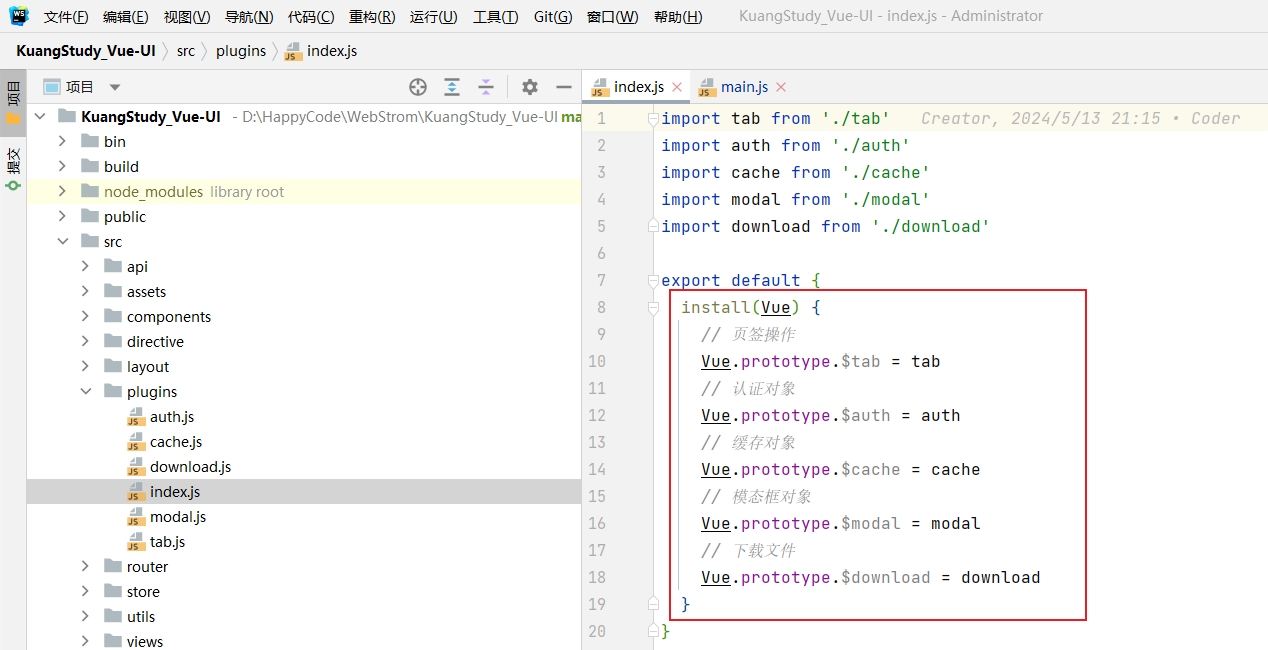 文件(F) 编辑(E) 视图(V) 导航(N) 代码(C) 重构(R) 运行(U) 工具(T) Git(G) 窗口(W) 帮助(H) KuangStudy_Vue-UI - index.js - Administrator
KuangStudy_Vue-UI src plugins index.js
项目
提交
项目
KuangStudy_Vue-UI - D:\HappyCode\WebStrom\KuangStudy_Vue-UI ma
bin
build
node_modules library root
public
src
api
assets
components
directive
layout
plugins
auth.js
cache.js
download.js
index.js
modal.js
tab.js
router
store
utils
views
index.js main.js
1 import tab from './tab' Creator, 2024/5/13 21:15 • Coder
2 import auth from './auth'
3 import cache from './cache'
4 import modal from './modal'
5 import download from './download'
6
7 export default {
8 install(Vue) {
9 // 页签操作
10 Vue.prototype.$tab = tab
11 // 认证对象
12 Vue.prototype.$auth = auth
13 // 缓存对象
14 Vue.prototype.$cache = cache
15 // 模态框对象
16 Vue.prototype.$modal = modal
17 // 下载文件
18 Vue.prototype.$download = download
19 }
20 }